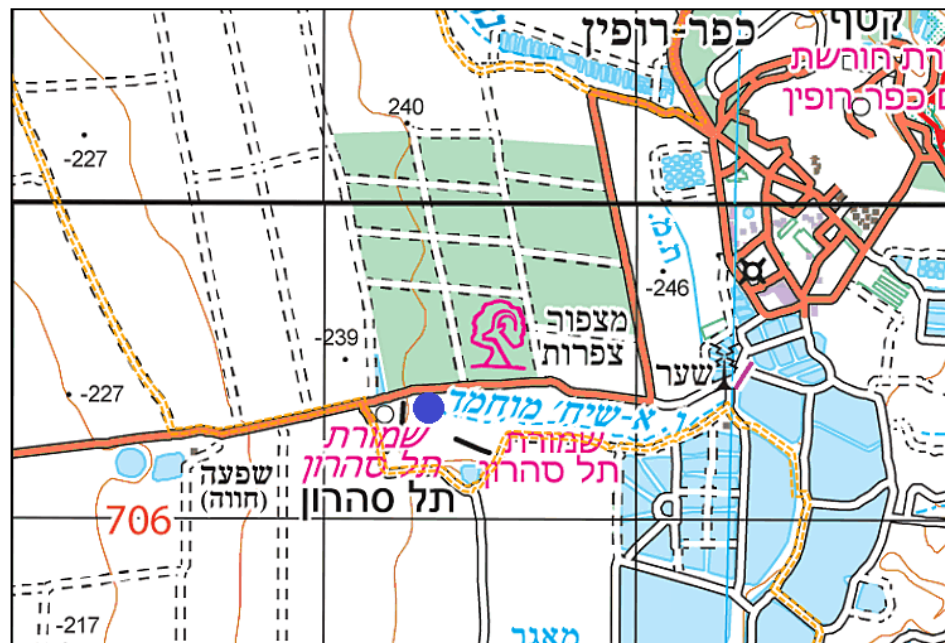 כפר-רופין
קטף
רת חורשת
ם כפר רופין
240
-227
ת.מ.
-246
מצפור
צפרות
-239
שער
-227
ו. א-שיח' מוחמד
שמורת
תל סהרון
שמורת
תל סהרון
תל סהרון
שפעה
(חווה)
706
-217
מאגר